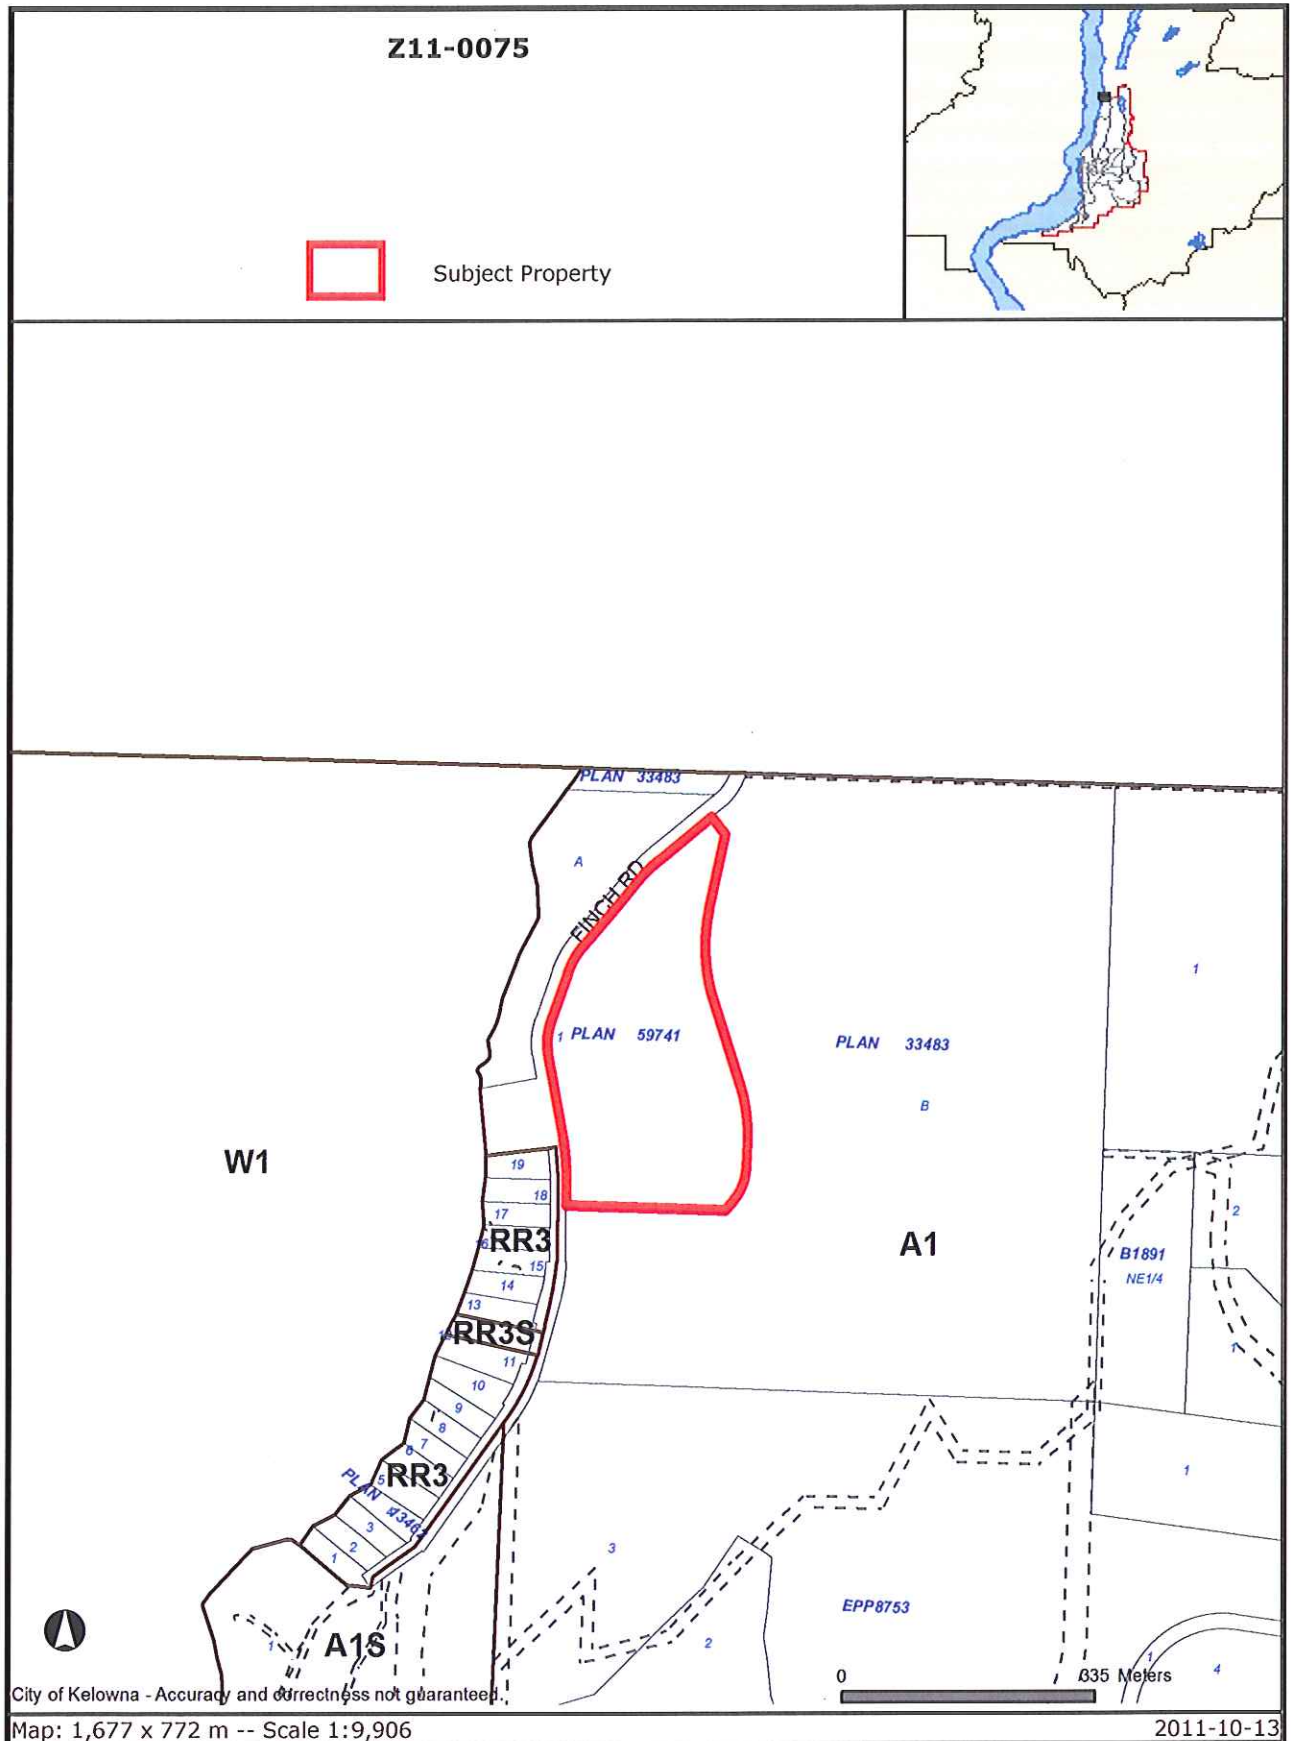 Z11-0075
Subject Property
PLAN 33483
A
FINCH RD
1
1 PLAN 59741
PLAN 33483
B
W1
19
18
17
2
16
RR3
A1
B1891
15
NE1/4
14
13
RR3S
1
11
10
9
8
7
6
5
RR3
1
PLAN
3
2
1
3
EPP8753
2
1
A1S
1
4
0
335 Meters
City of Kelowna - Accuracy and correctness not guaranteed.
Map: 1,677 x 772 m -- Scale 1:9,906
2011-10-13